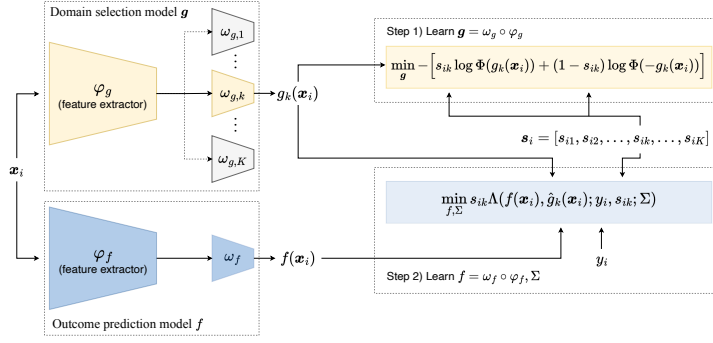 Domain selection model g
φ_g
(feature extractor)
ω_{g,1}
⋮
ω_{g,k}
⋮
ω_{g,K}
g_k(x_i)
x_i
φ_f
(feature extractor)
ω_f
f(x_i)
Outcome prediction model f
Step 1) Learn g = ω_g ∘ φ_g
min_g −[s_{ik} log Φ(g_k(x_i)) + (1 − s_{ik}) log Φ(−g_k(x_i))]
s_i = [s_{i1}, s_{i2}, …, s_{ik}, …, s_{iK}]
min_{f,Σ} s_{ik}Λ(f(x_i), ĝ_k(x_i); y_i, s_{ik}; Σ)
y_i
Step 2) Learn f = ω_f ∘ φ_f, Σ